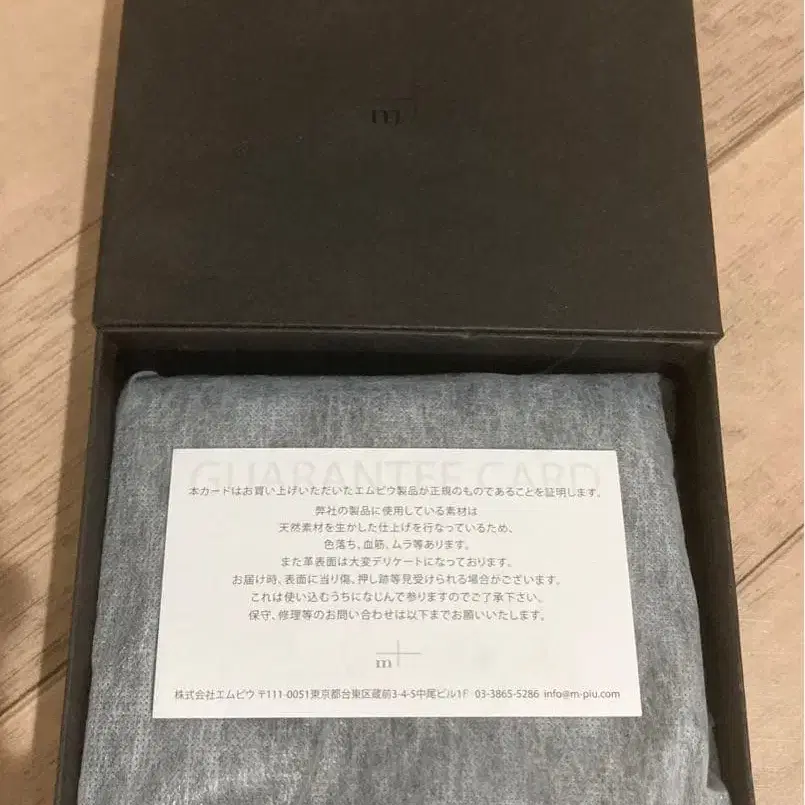 m+
GUARANTEE CARD
本カードはお買い上げいただいたエムピウ製品が正規のものであることを証明します。
弊社の製品に使用している素材は
天然素材を生かした仕上げを行なっているため、
色落ち、血筋、ムラ等あります。
また革表面は大変デリケートになっております。
お届け時、表面に当り傷、押し跡等見受けられる場合がございます。
これは使い込むうちになじんで参りますのでご了承下さい。
保守、修理等のお問い合わせは以下までお願いいたします。
m+
株式会社エムピウ 〒111-0051東京都台東区蔵前3-4-5中尾ビル1F 03-3865-5286 info@m-piu.com